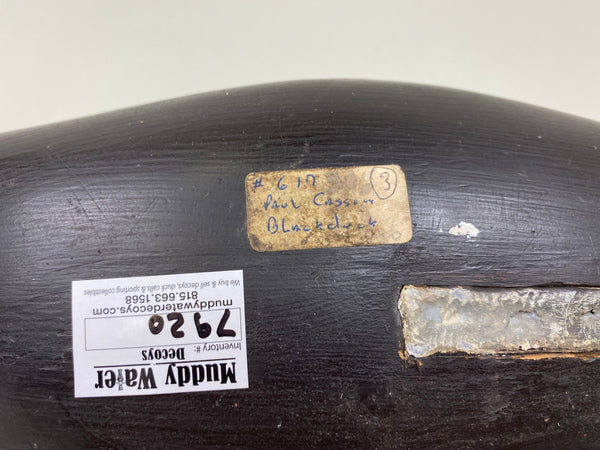 # 617 3
Paul Casson
Blackduck
Muddy Water
Decoys
Inventory #:
7920
muddywaterdecoys.com
815.663.1568
We buy & sell decoys, duck calls & sporting collectibles